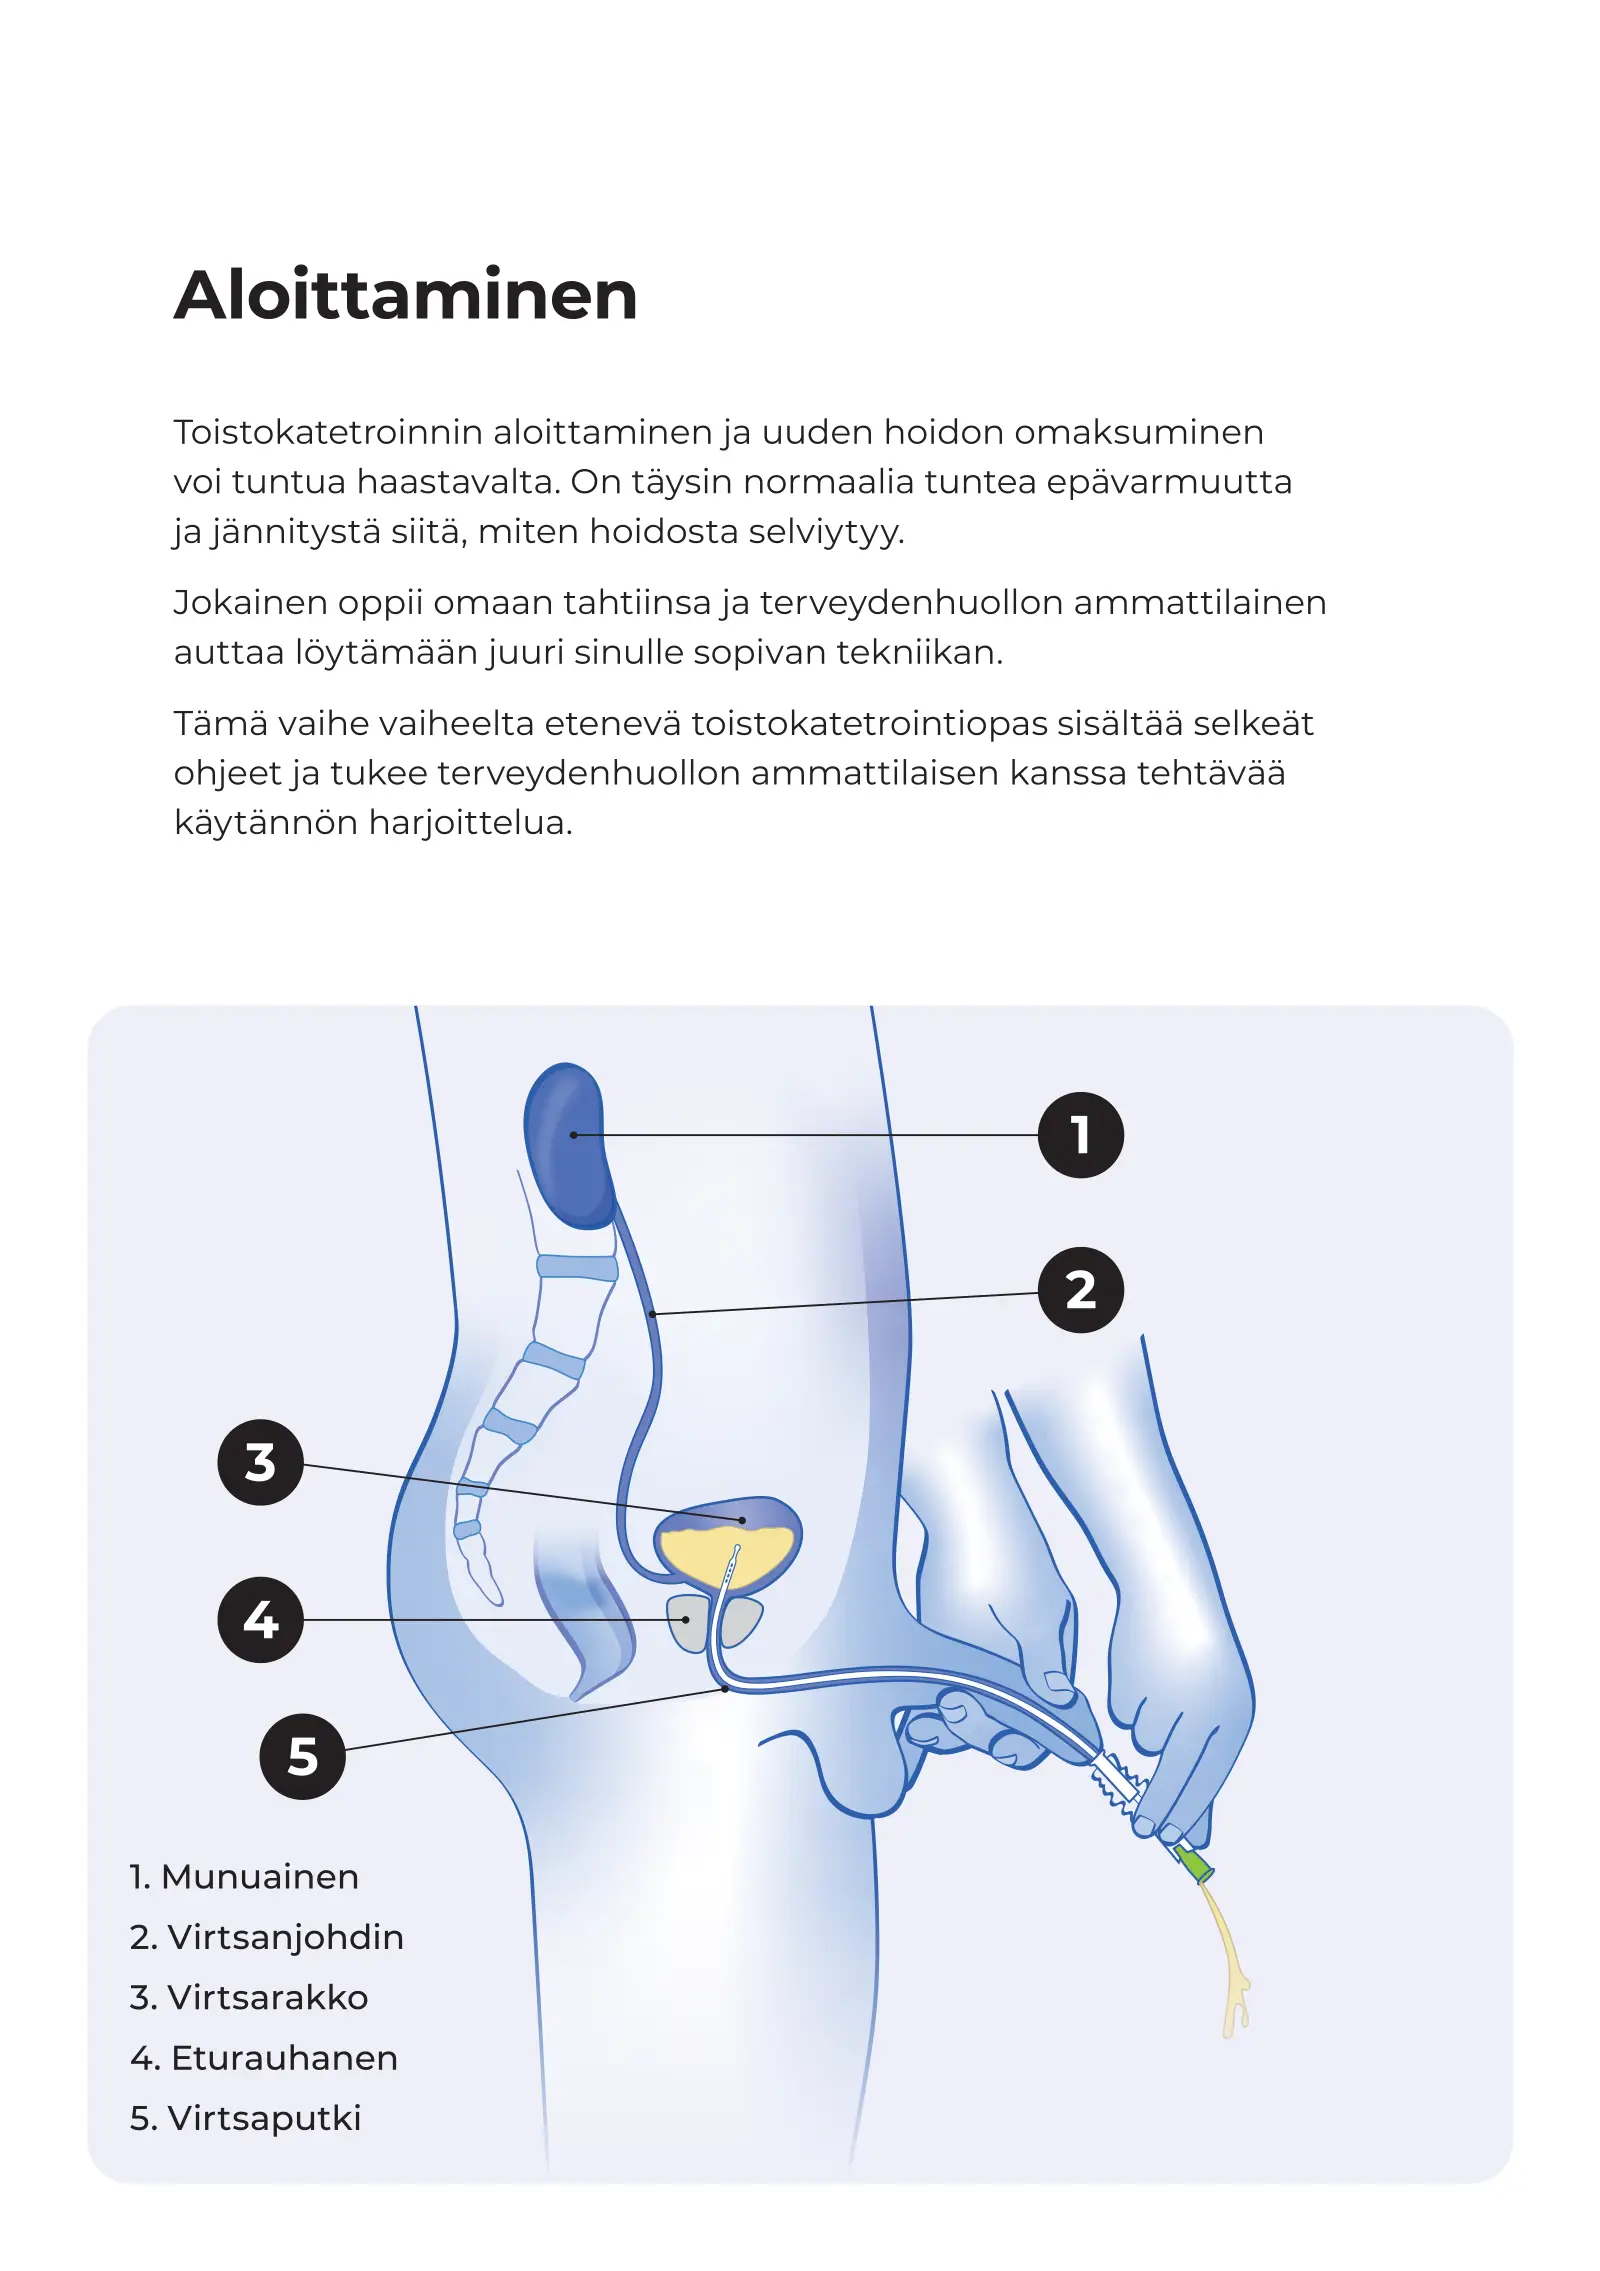 Aloittaminen
Toistokatetroinnin aloittaminen ja uuden hoidon omaksuminen
voi tuntua haastavalta. On täysin normaalia tuntea epävarmuutta
ja jännitystä siitä, miten hoidosta selviytyy.
Jokainen oppii omaan tahtiinsa ja terveydenhuollon ammattilainen
auttaa löytämään juuri sinulle sopivan tekniikan.
Tämä vaihe vaiheelta etenevä toistokatetrointiopas sisältää selkeät
ohjeet ja tukee terveydenhuollon ammattilaisen kanssa tehtävää
käytännön harjoittelua.
1
2
3
4
5
1. Munuainen
2. Virtsanjohdin
3. Virtsarakko
4. Eturauhanen
5. Virtsaputki